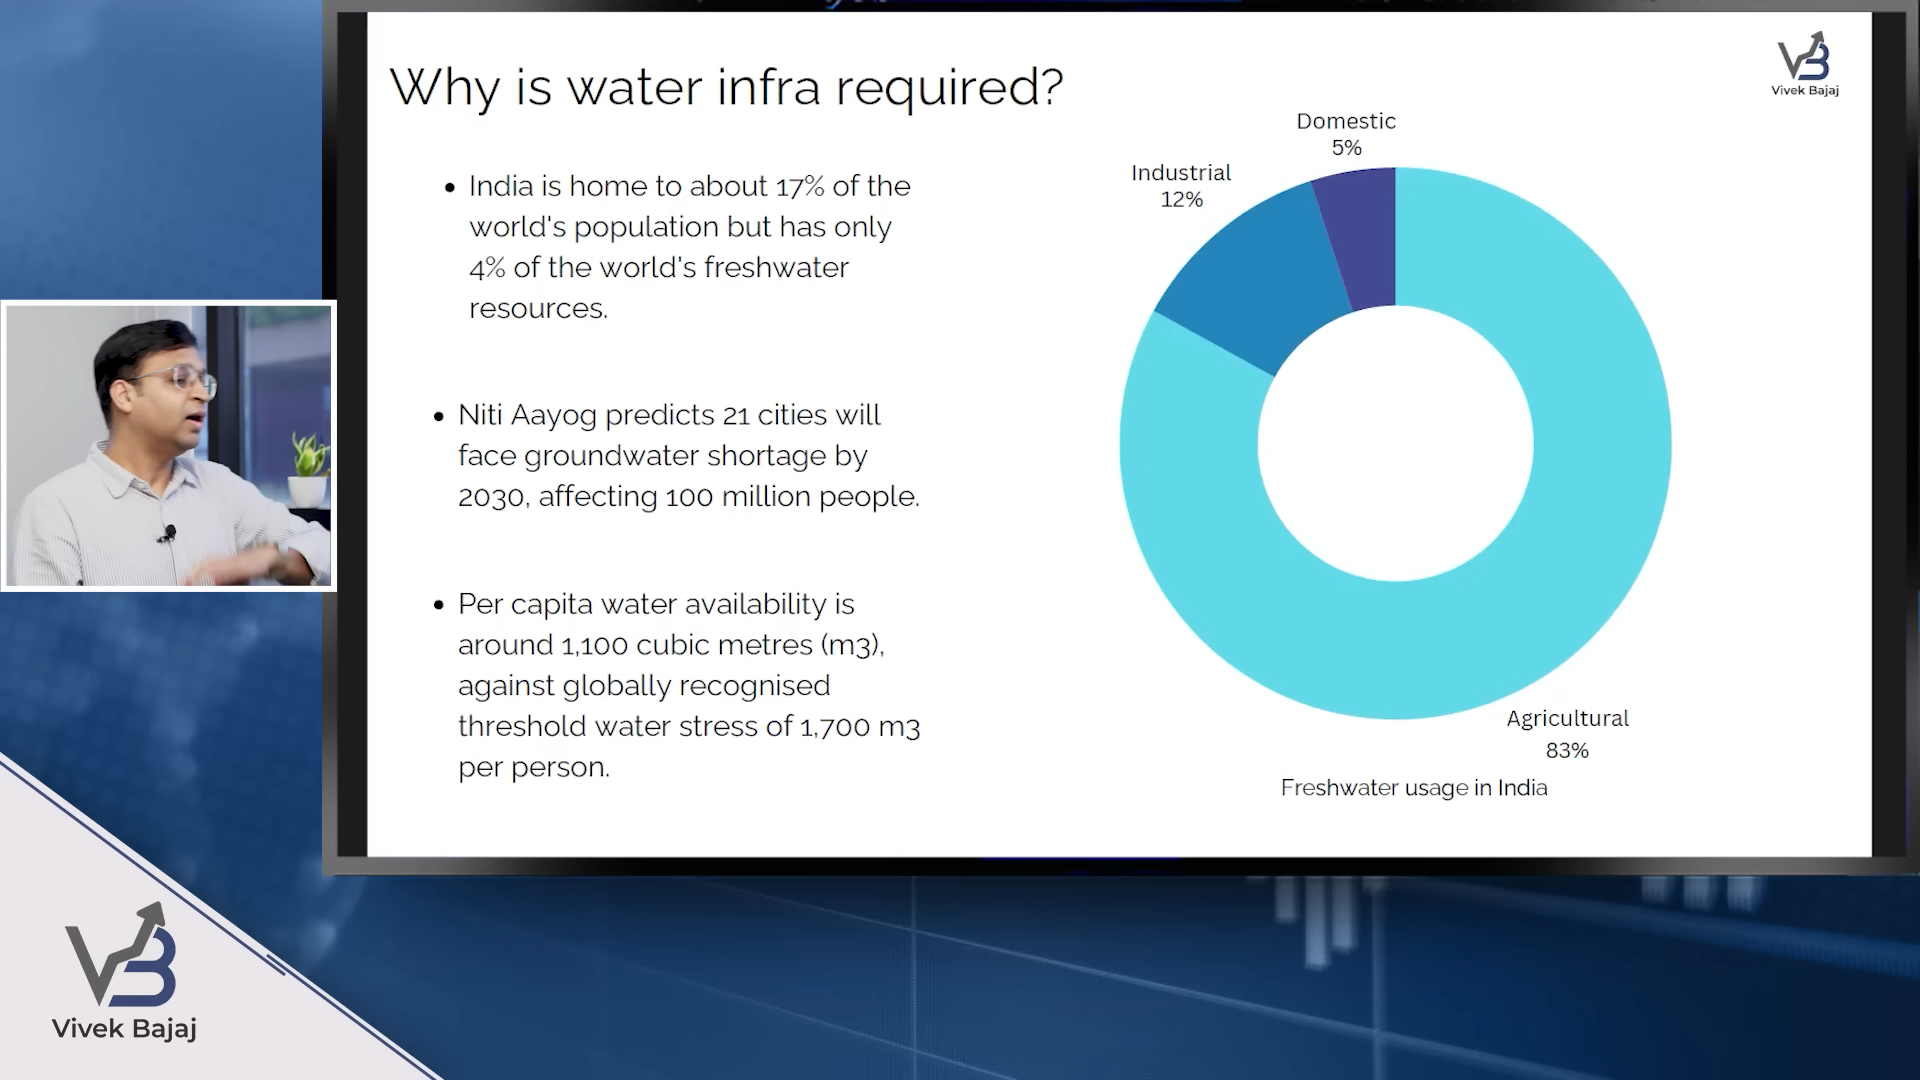 Why is water infra required?
Vivek Bajaj
• India is home to about 17% of the
world's population but has only
4% of the world's freshwater
resources.
• Niti Aayog predicts 21 cities will
face groundwater shortage by
2030, affecting 100 million people.
• Per capita water availability is
around 1,100 cubic metres (m3),
against globally recognised
threshold water stress of 1,700 m3
per person.
Domestic
5%
Industrial
12%
Agricultural
83%
Freshwater usage in India
Vivek Bajaj